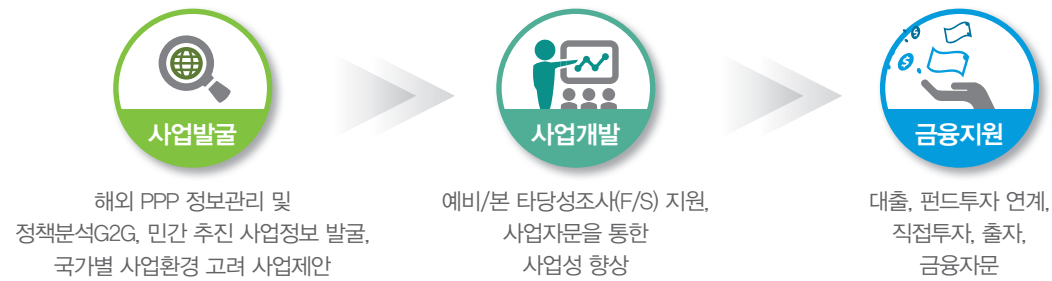 사업발굴
해외 PPP 정보관리 및
정책분석G2G, 민간 추진 사업정보 발굴,
국가별 사업환경 고려 사업제안
사업개발
예비/본 타당성조사(F/S) 지원,
사업자문을 통한
사업성 향상
금융지원
대출, 펀드투자 연계,
직접투자, 출자,
금융자문